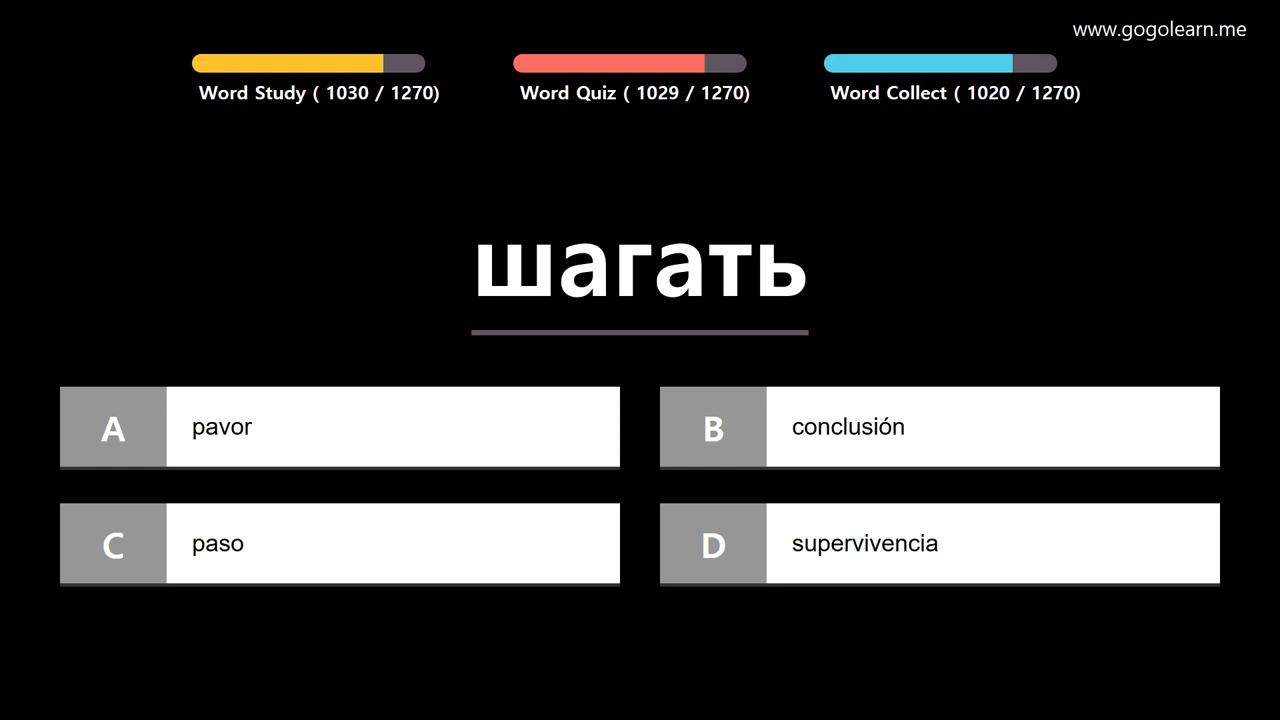 www.gogolearn.me
Word Study ( 1030 / 1270)
Word Quiz ( 1029 / 1270)
Word Collect ( 1020 / 1270)
шагать
A pavor
B conclusión
C paso
D supervivencia